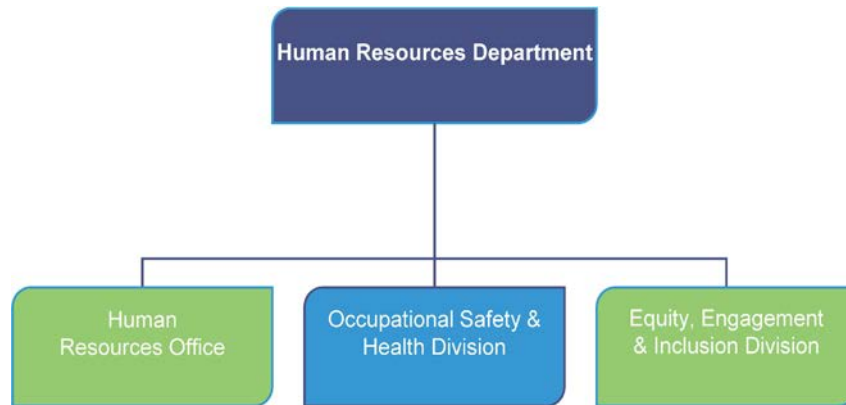 Human Resources Department
Human
Resources Office
Occupational Safety &
Health Division
Equity, Engagement
& Inclusion Division